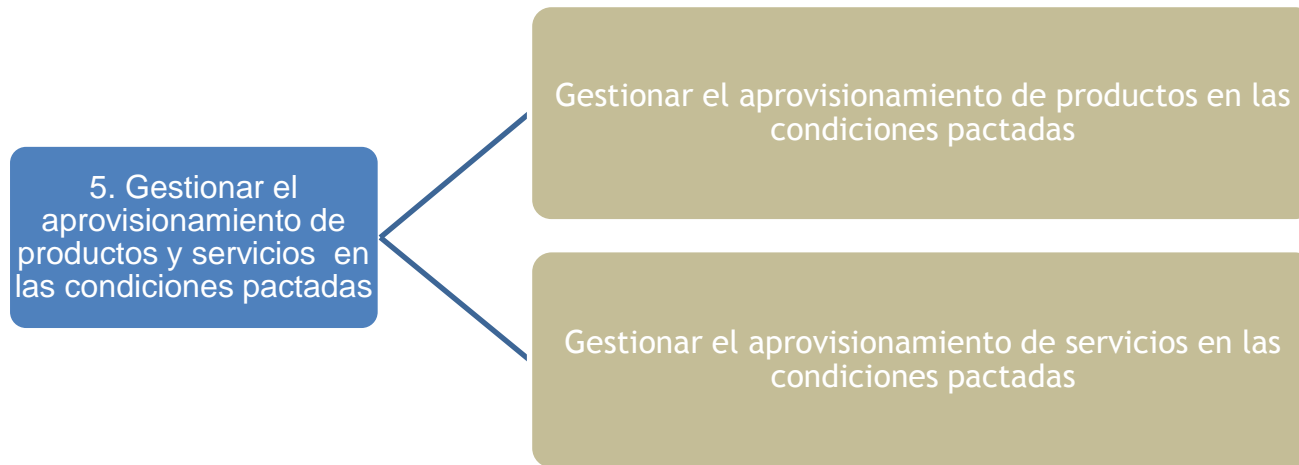 5. Gestionar el
aprovisionamiento de
productos y servicios  en
las condiciones pactadas
Gestionar el aprovisionamiento de productos en las
condiciones pactadas
Gestionar el aprovisionamiento de servicios en las
condiciones pactadas